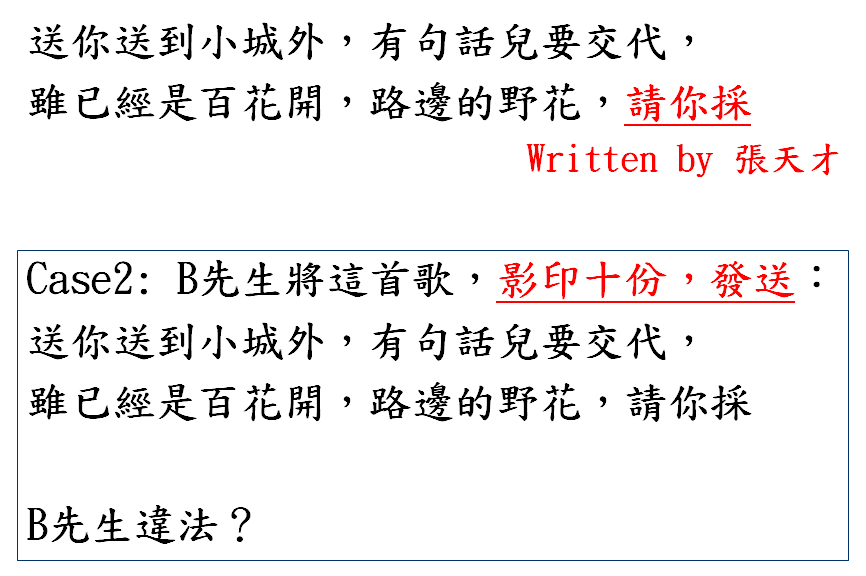 送你送到小城外，有句話兒要交代，
雖已經是百花開，路邊的野花，請你採
Written by 張天才
Case2: B先生將這首歌，影印十份，發送：
送你送到小城外，有句話兒要交代，
雖已經是百花開，路邊的野花，請你採
B先生違法？